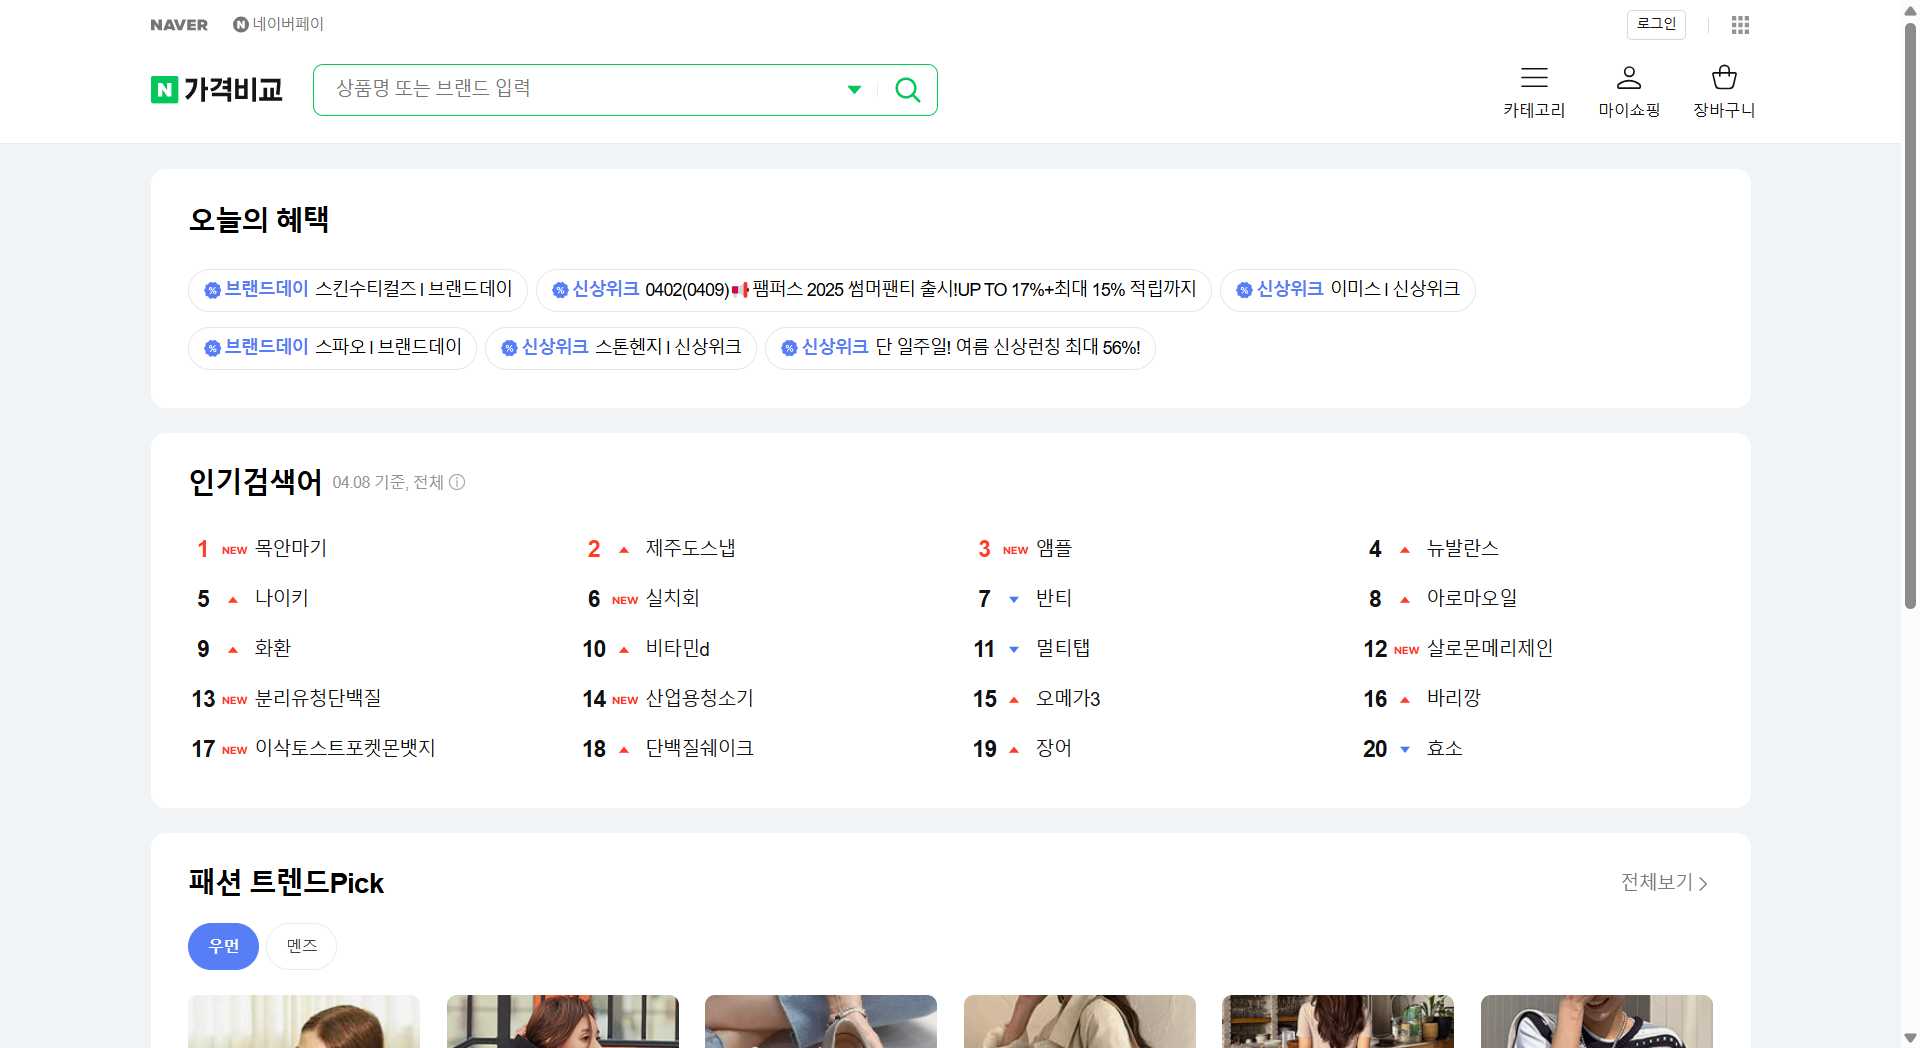 NAVER N 네이버페이 로그인
N 가격비교 상품명 또는 브랜드 입력 카테고리 마이쇼핑 장바구니
오늘의 혜택
브랜드데이 스킨수티컬즈 I 브랜드데이 신상위크 0402(0409)📢팸퍼스 2025 썸머팬티 출시!UP TO 17%+최대 15% 적립까지 신상위크 이미스 I 신상위크
브랜드데이 스파오 I 브랜드데이 신상위크 스톤헨지 I 신상위크 신상위크 단 일주일! 여름 신상런칭 최대 56%!
인기검색어 04.08 기준, 전체
1 NEW 목안마기 2 제주도스냅 3 NEW 앰플 4 뉴발란스
5 나이키 6 NEW 실치회 7 반티 8 아로마오일
9 화환 10 비타민d 11 멀티탭 12 NEW 살로몬메리제인
13 NEW 분리유청단백질 14 NEW 산업용청소기 15 오메가3 16 바리깡
17 NEW 이삭토스트포켓몬뱃지 18 단백질쉐이크 19 장어 20 효소
패션 트렌드Pick 전체보기
우먼 멘즈